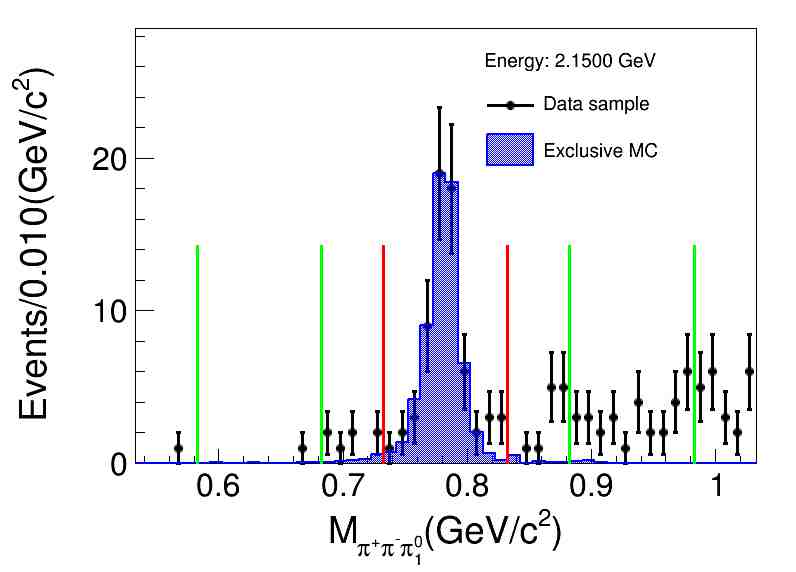 Energy: 2.1500 GeV
Data sample
Exclusive MC
Events/0.010(GeV/c²)
20
10
0
0.6 0.7 0.8 0.9 1
M_π⁺π⁻π⁰₁(GeV/c²)